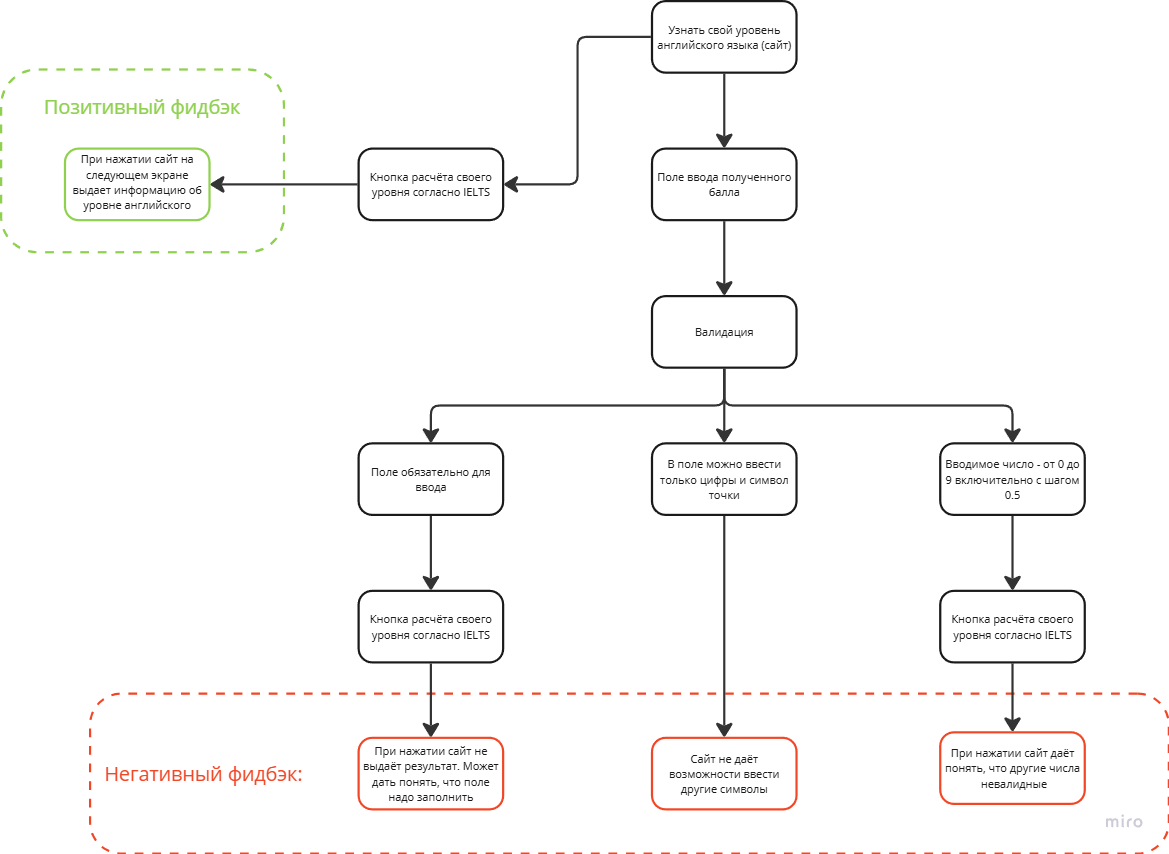 Узнать свой уровень
английского языка (сайт)
Позитивный фидбэк
При нажатии сайт на
следующем экране
выдает информацию об
уровне английского
Кнопка расчёта своего
уровня согласно IELTS
Поле ввода полученного
балла
Валидация
Поле обязательно для
ввода
В поле можно ввести
только цифры и символ
точки
Вводимое число - от 0 до
9 включительно с шагом
0.5
Кнопка расчёта своего
уровня согласно IELTS
Кнопка расчёта своего
уровня согласно IELTS
Негативный фидбэк:
При нажатии сайт не
выдаёт результат. Может
дать понять, что поле
надо заполнить
Сайт не даёт
возможности ввести
другие символы
При нажатии сайт даёт
понять, что другие числа
невалидные
miro